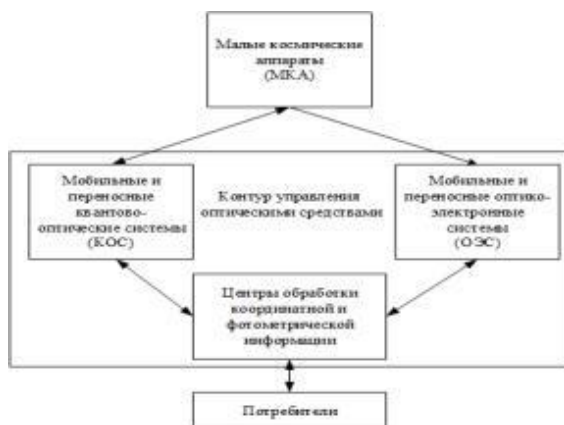 Малые космические
аппараты
(МКА)
Мобильные и
переносные
квантово-
оптические системы
(КОС)
Контур управления
оптическими средствами
Мобильные и
переносные оптико-
электронные
системы
(ОЭС)
Центры обработки
координатной и
фотометрической
информации
Потребители